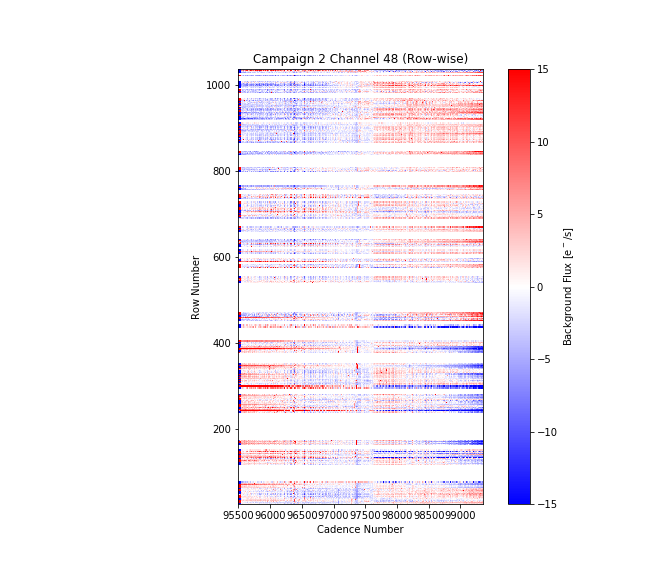 Campaign 2 Channel 48 (Row-wise)
1000
800
600
400
200
Row Number
95500 96000 96500 97000 97500 98000 98500 99000
Cadence Number
15
10
5
0
−5
−10
−15
Background Flux [e⁻/s]